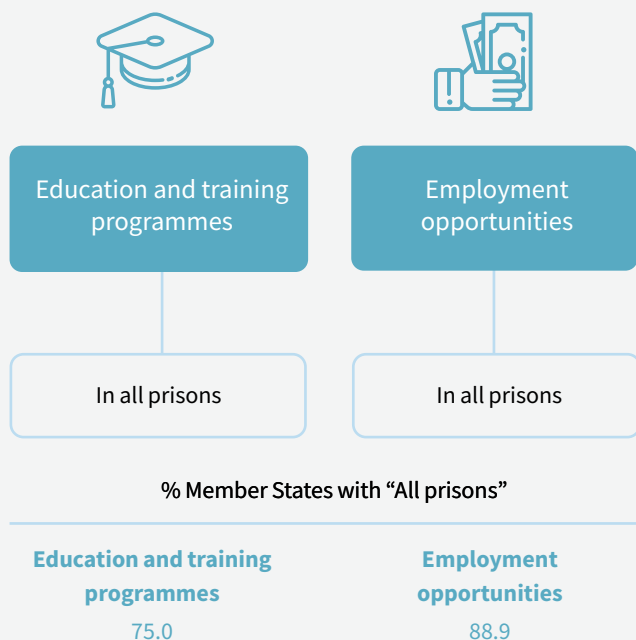 Education and training
programmes
Employment
opportunities
In all prisons
In all prisons
% Member States with “All prisons”
Education and training
programmes
Employment
opportunities
75.0
88.9